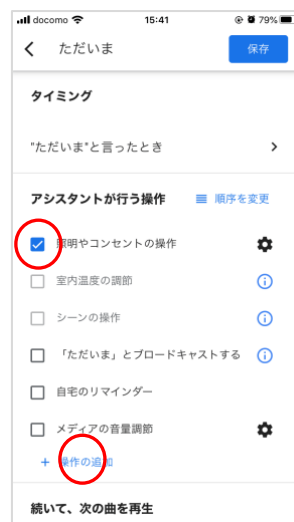 docomo 15:41 79%
ただいま 保存
タイミング
"ただいま"と言ったとき
アシスタントが行う操作 順序を変更
照明やコンセントの操作
室内温度の調節
シーンの操作
「ただいま」とブロードキャストする
自宅のリマインダー
メディアの音量調節
+ 操作の追加
続いて、次の曲を再生